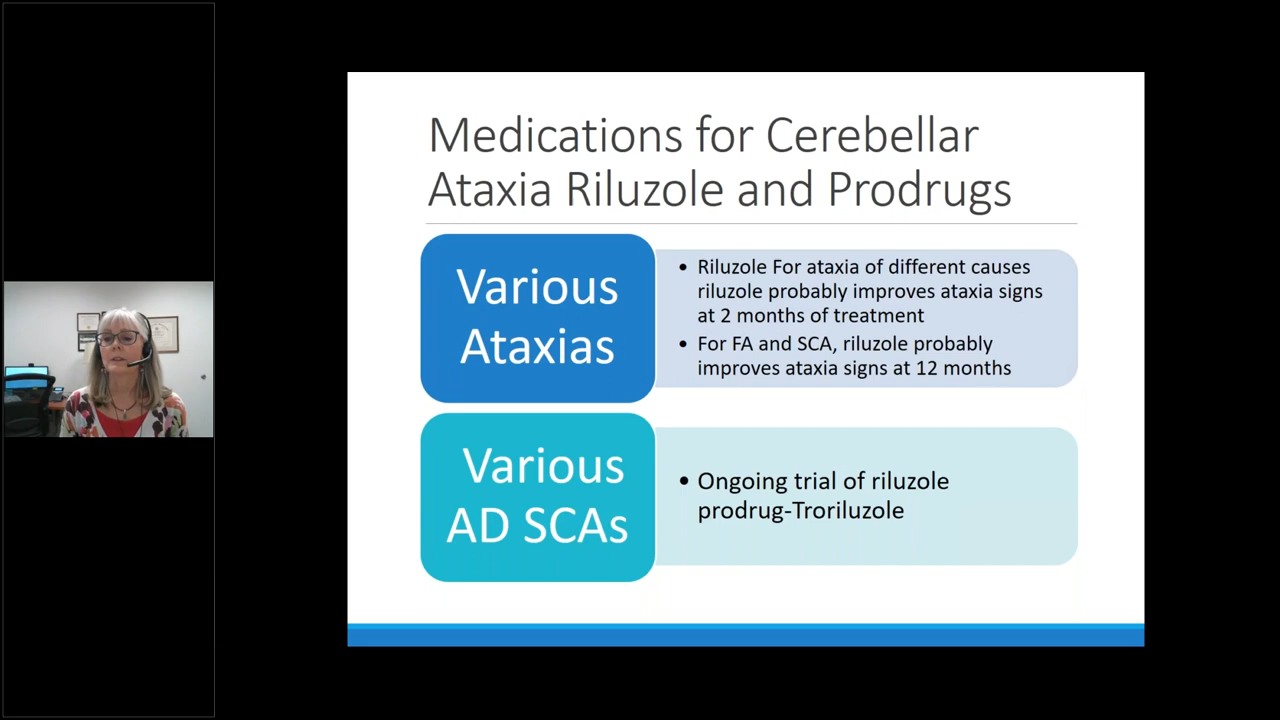 Medications for Cerebellar
Ataxia Riluzole and Prodrugs
Various
Ataxias
• Riluzole For ataxia of different causes
riluzole probably improves ataxia signs
at 2 months of treatment
• For FA and SCA, riluzole probably
improves ataxia signs at 12 months
Various
AD SCAs
• Ongoing trial of riluzole
prodrug-Troriluzole